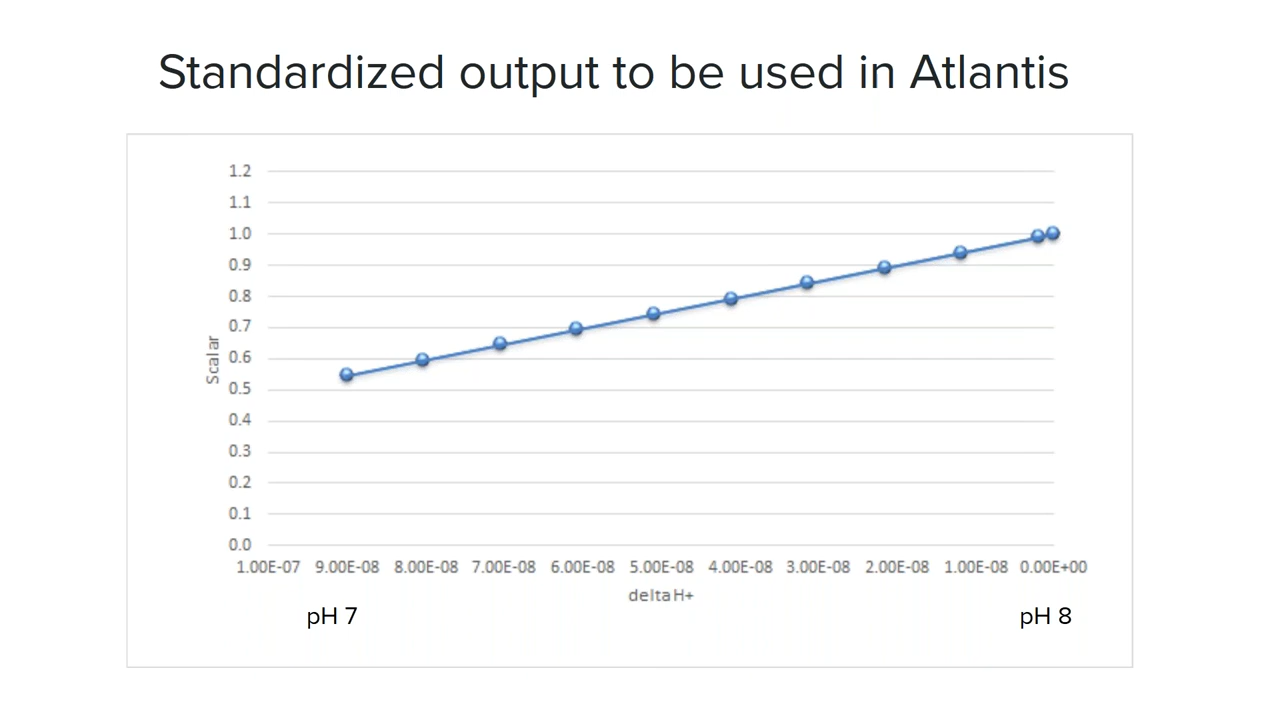 Standardized output to be used in Atlantis
1.2
1.1
1.0
0.9
0.8
0.7
0.6
0.5
0.4
0.3
0.2
0.1
0.0
Scalar
1.00E-07 9.00E-08 8.00E-08 7.00E-08 6.00E-08 5.00E-08 4.00E-08 3.00E-08 2.00E-08 1.00E-08 0.00E+00
delta H+
pH 7 pH 8